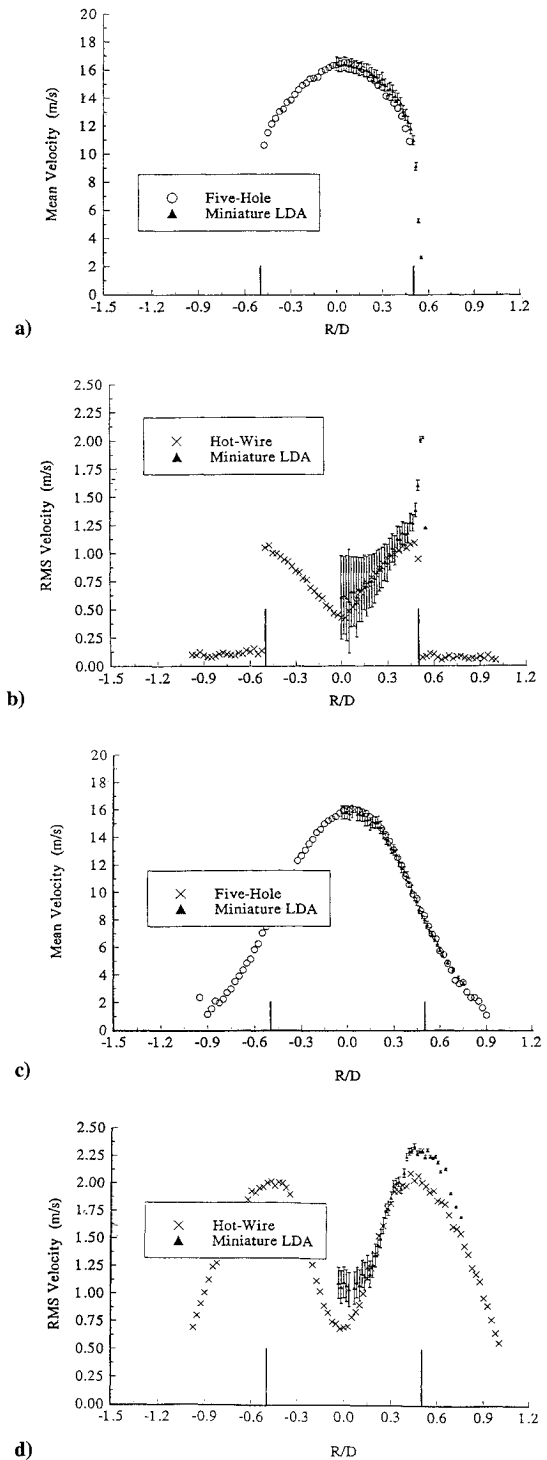 20
18
16
14
12
10
8
6
4
2
0
Mean Velocity (m/s)
Five-Hole
Miniature LDA
-1.5 -1.2 -0.9 -0.6 -0.3 0.0 0.3 0.6 0.9 1.2
R/D
a)
2.50
2.25
2.00
1.75
1.50
1.25
1.00
0.75
0.50
0.25
0.00
RMS Velocity (m/s)
Hot-Wire
Miniature LDA
-1.5 -1.2 -0.9 -0.6 -0.3 0.0 0.3 0.6 0.9 1.2
R/D
b)
20
18
16
14
12
10
8
6
4
2
0
Mean Velocity (m/s)
Five-Hole
Miniature LDA
-1.5 -1.2 -0.9 -0.6 -0.3 0.0 0.3 0.6 0.9 1.2
R/D
c)
2.50
2.25
2.00
1.75
1.50
1.25
1.00
0.75
0.50
0.25
0.00
RMS Velocity (m/s)
Hot-Wire
Miniature LDA
-1.5 -1.2 -0.9 -0.6 -0.3 0.0 0.3 0.6 0.9 1.2
R/D
d)